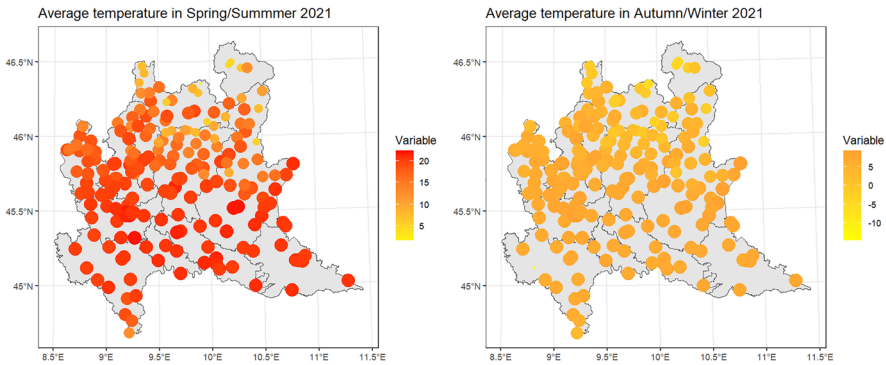 Average temperature in Spring/Summmer 2021
46.5°N
46°N
45.5°N
45°N
8.5°E 9°E 9.5°E 10°E 10.5°E 11°E 11.5°E
Variable
20
15
10
5
Average temperature in Autumn/Winter 2021
46.5°N
46°N
45.5°N
45°N
8.5°E 9°E 9.5°E 10°E 10.5°E 11°E 11.5°E
Variable
5
0
-5
-10